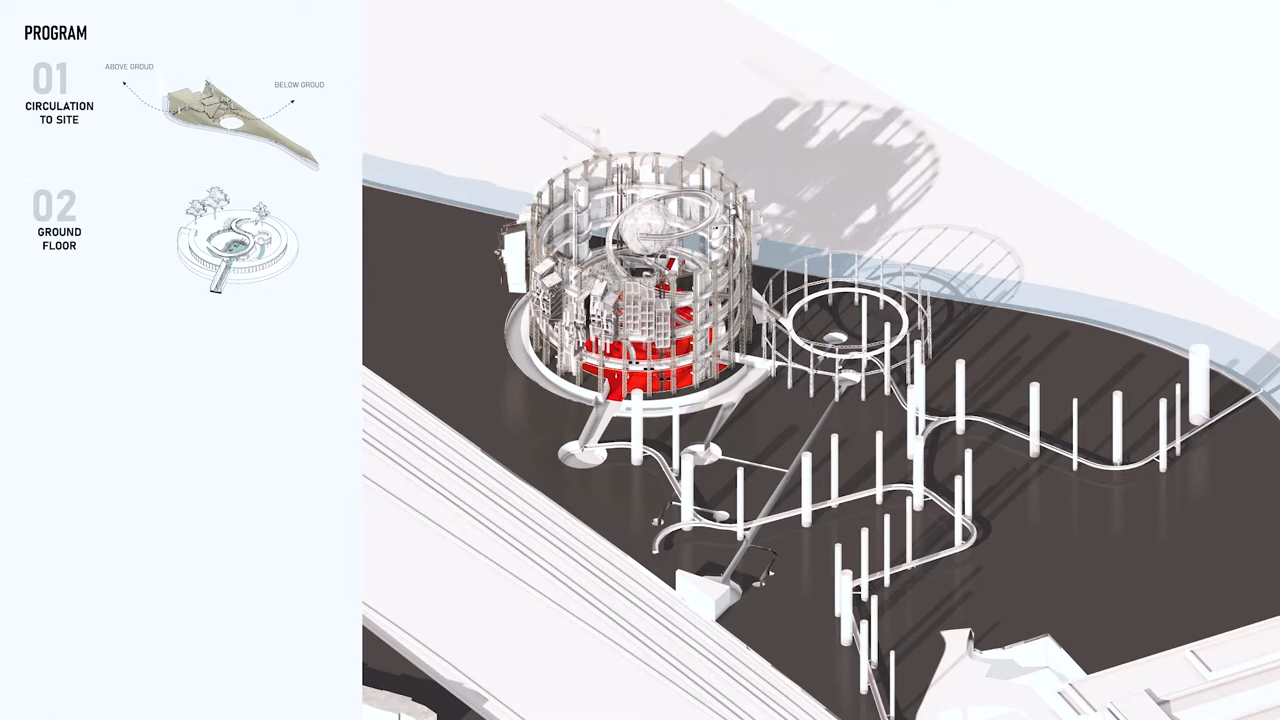 PROGRAM
01
ABOVE GROUD
BELOW GROUD
CIRCULATION
TO SITE
02
GROUND
FLOOR